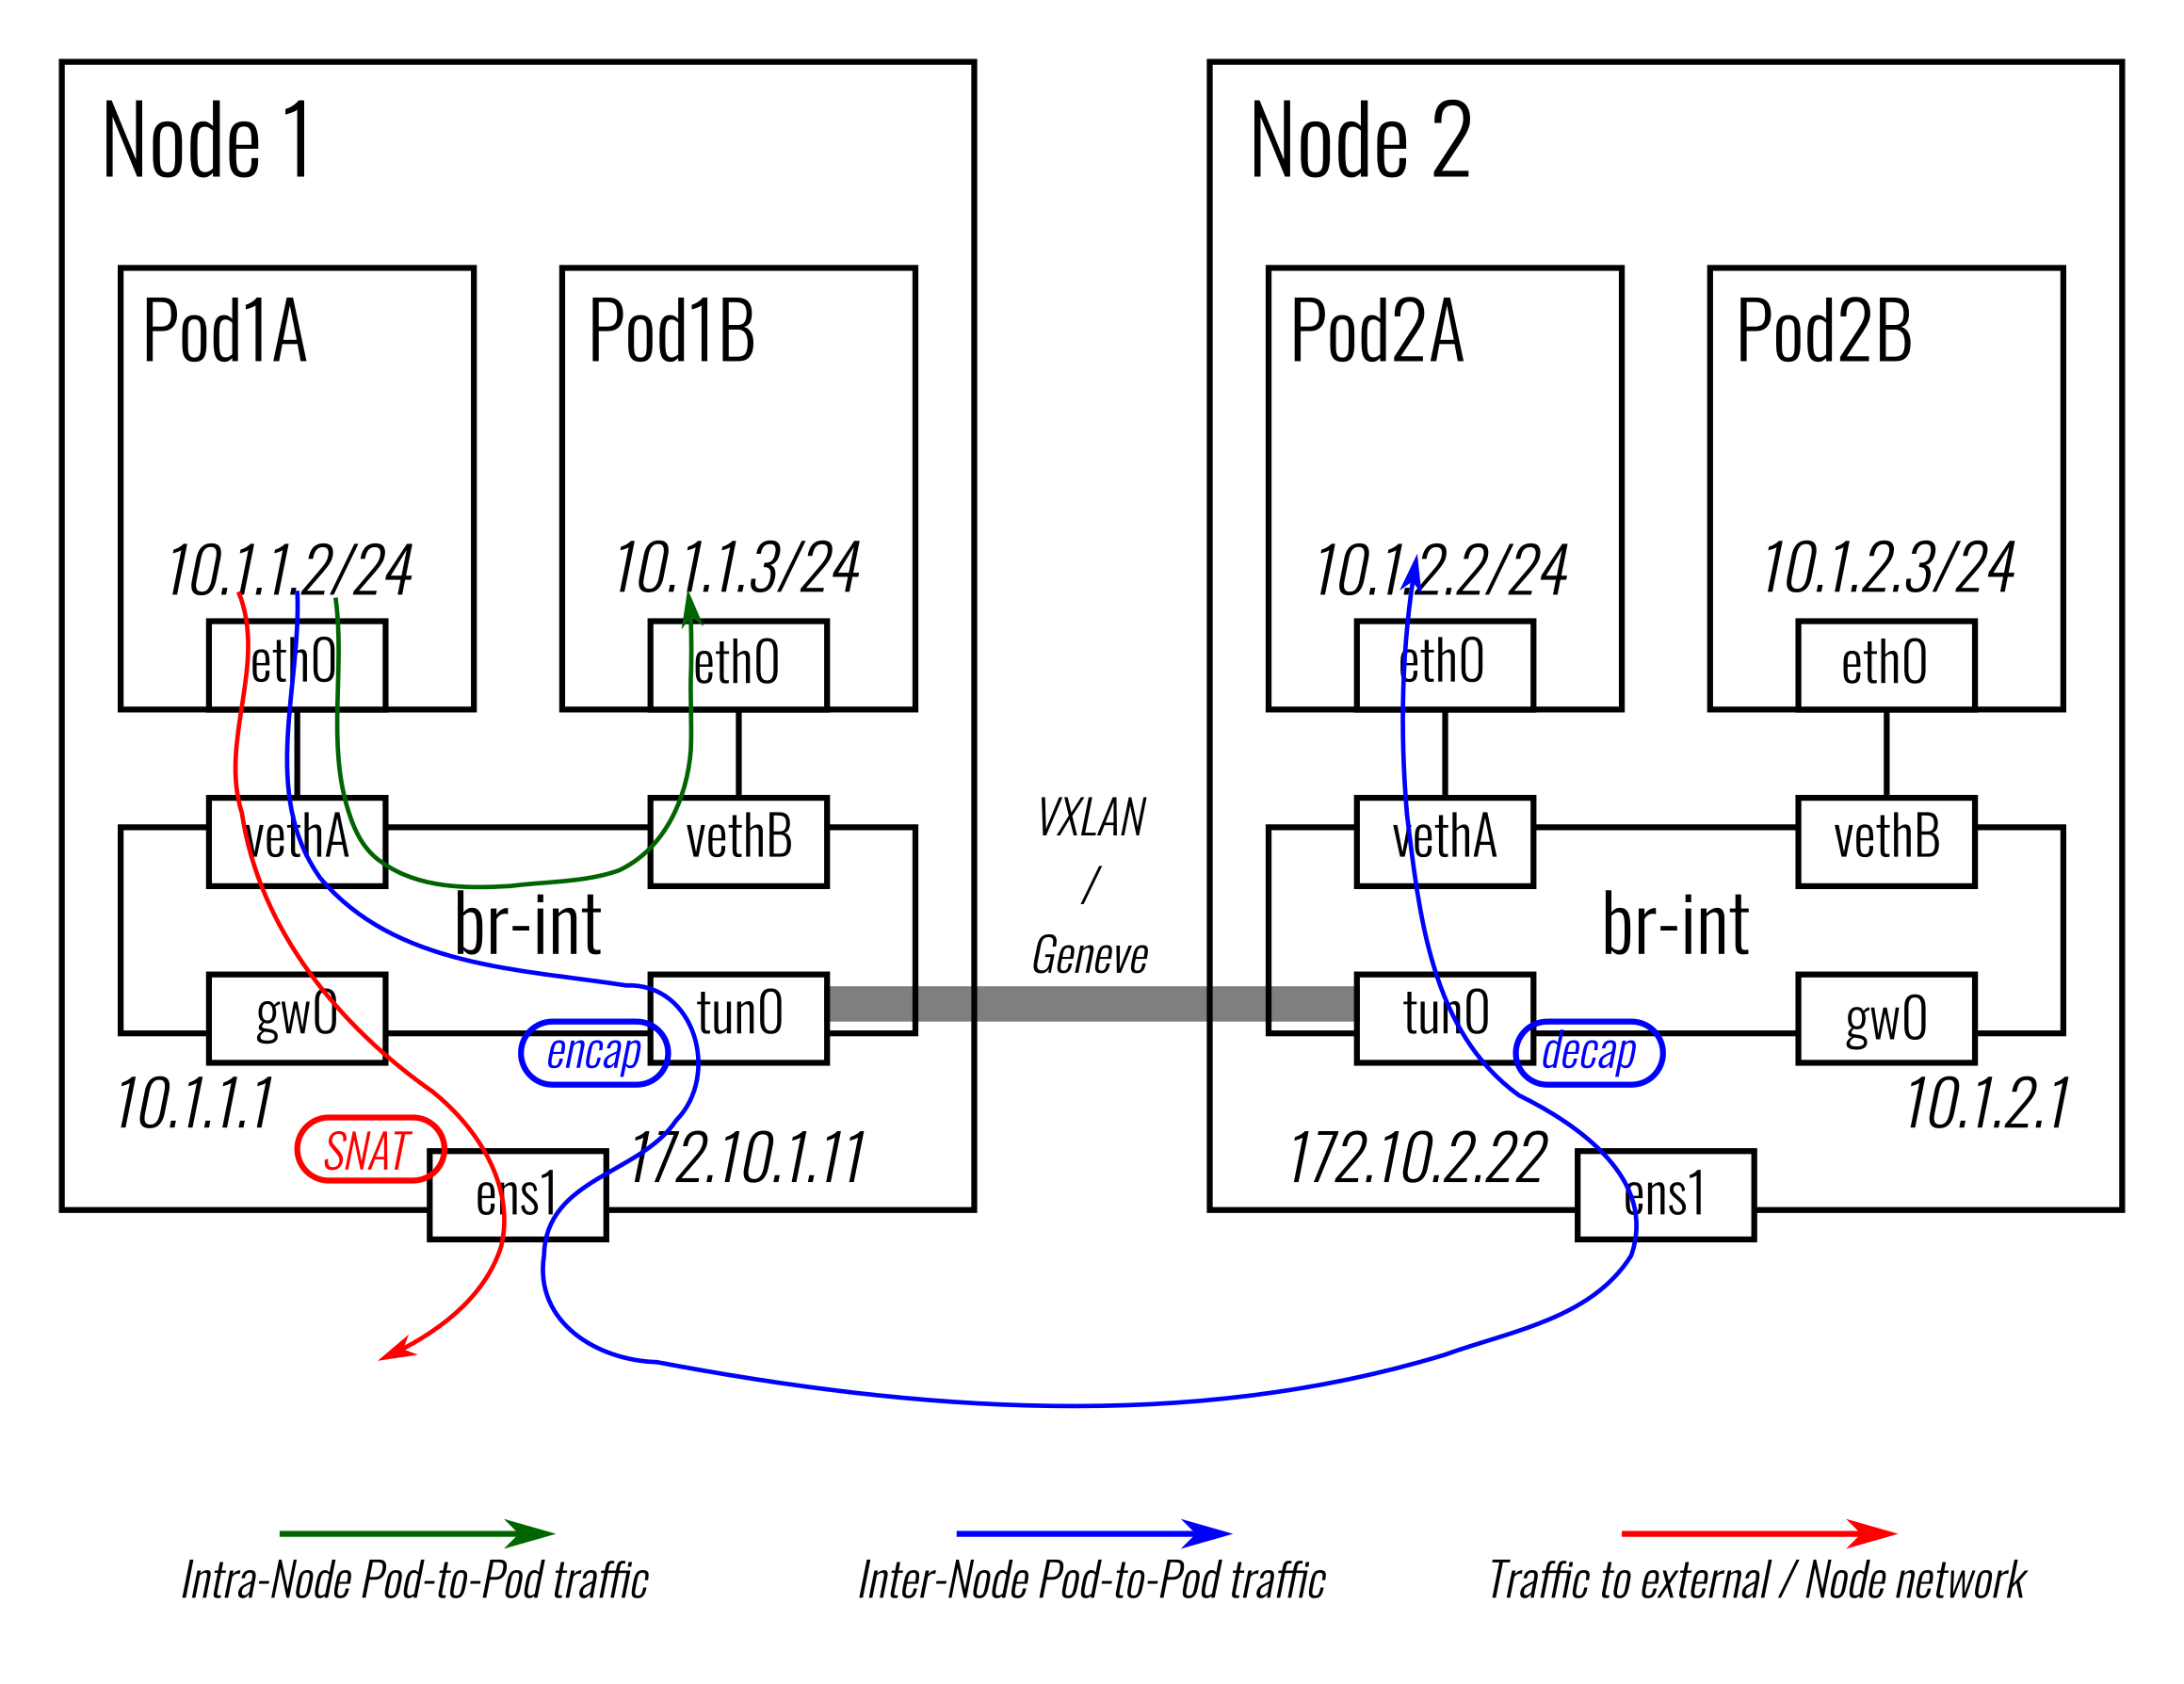 Node 1
Node 2
Pod1A
Pod1B
Pod2A
Pod2B
10.1.1.2/24
10.1.1.3/24
10.1.2.2/24
10.1.2.3/24
eth0
eth0
eth0
eth0
vethA
vethB
VXLAN
/
Geneve
vethA
vethB
br-int
br-int
gw0
tun0
tun0
gw0
encap
decap
10.1.1.1
10.1.2.1
SNAT
172.10.1.11
172.10.2.22
ens1
ens1
Intra-Node Pod-to-Pod traffic
Inter-Node Pod-to-Pod traffic
Traffic to external / Node network